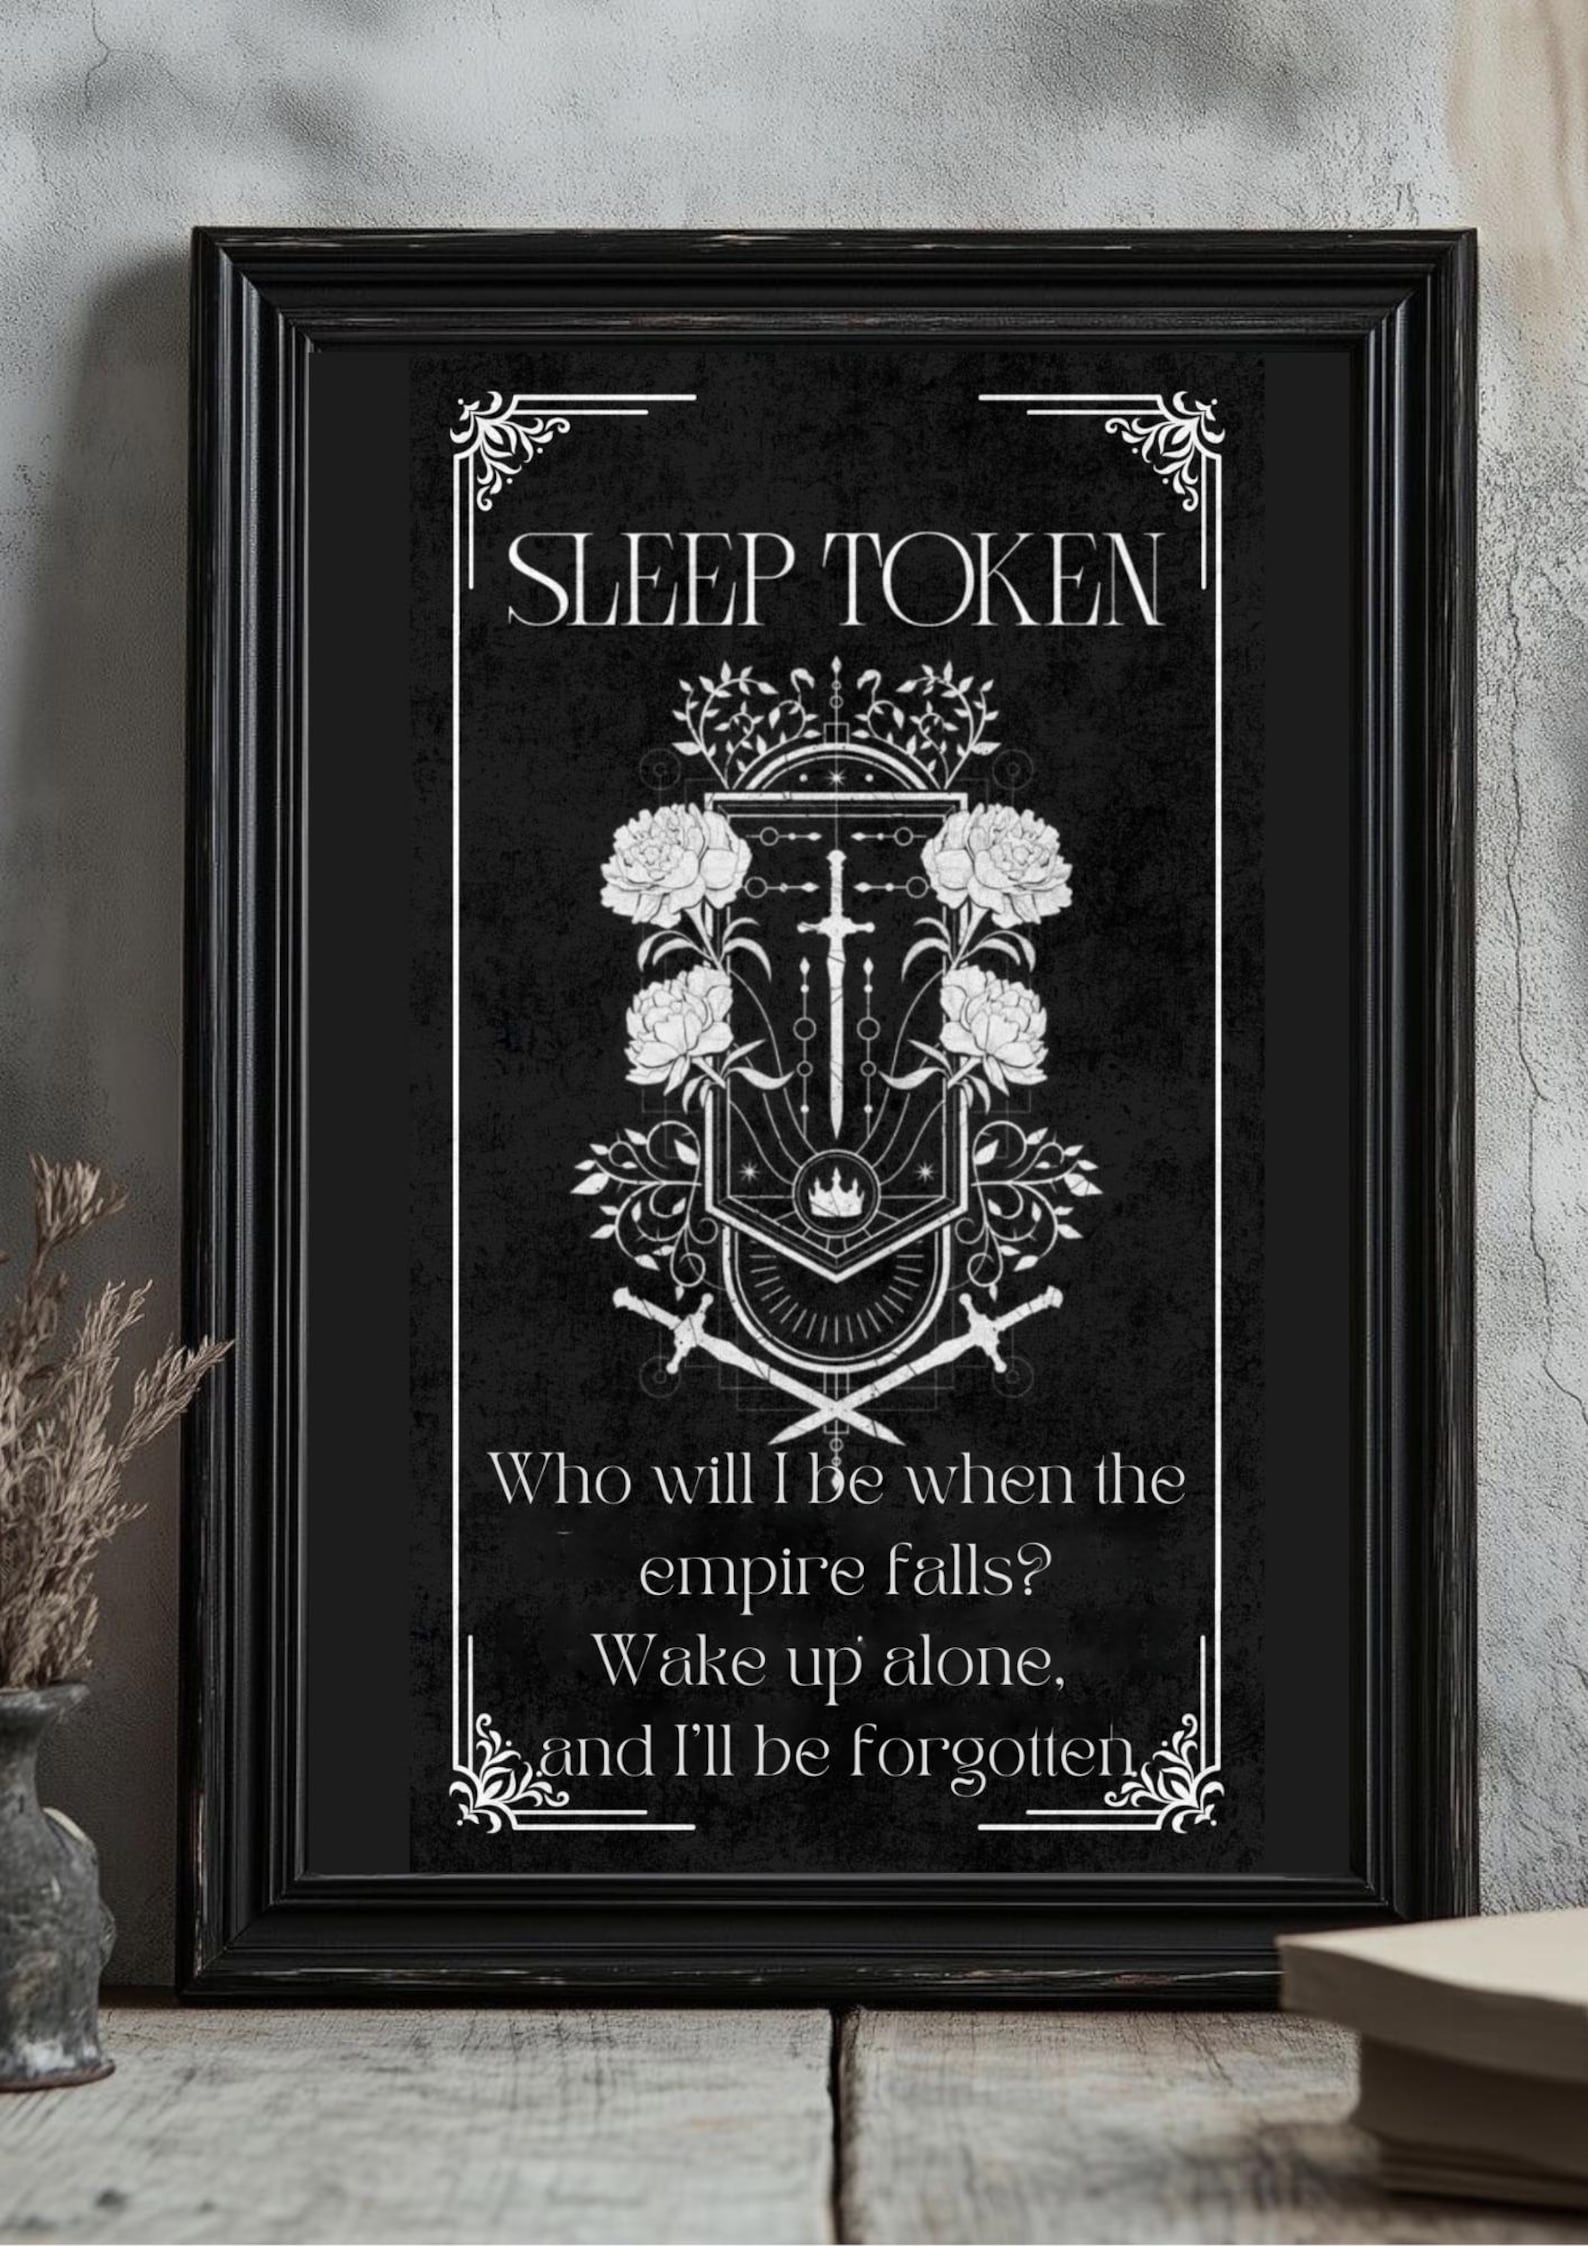 SLEEP TOKEN
Who will I be when the
empire falls?
Wake up alone,
and I'll be forgotten.